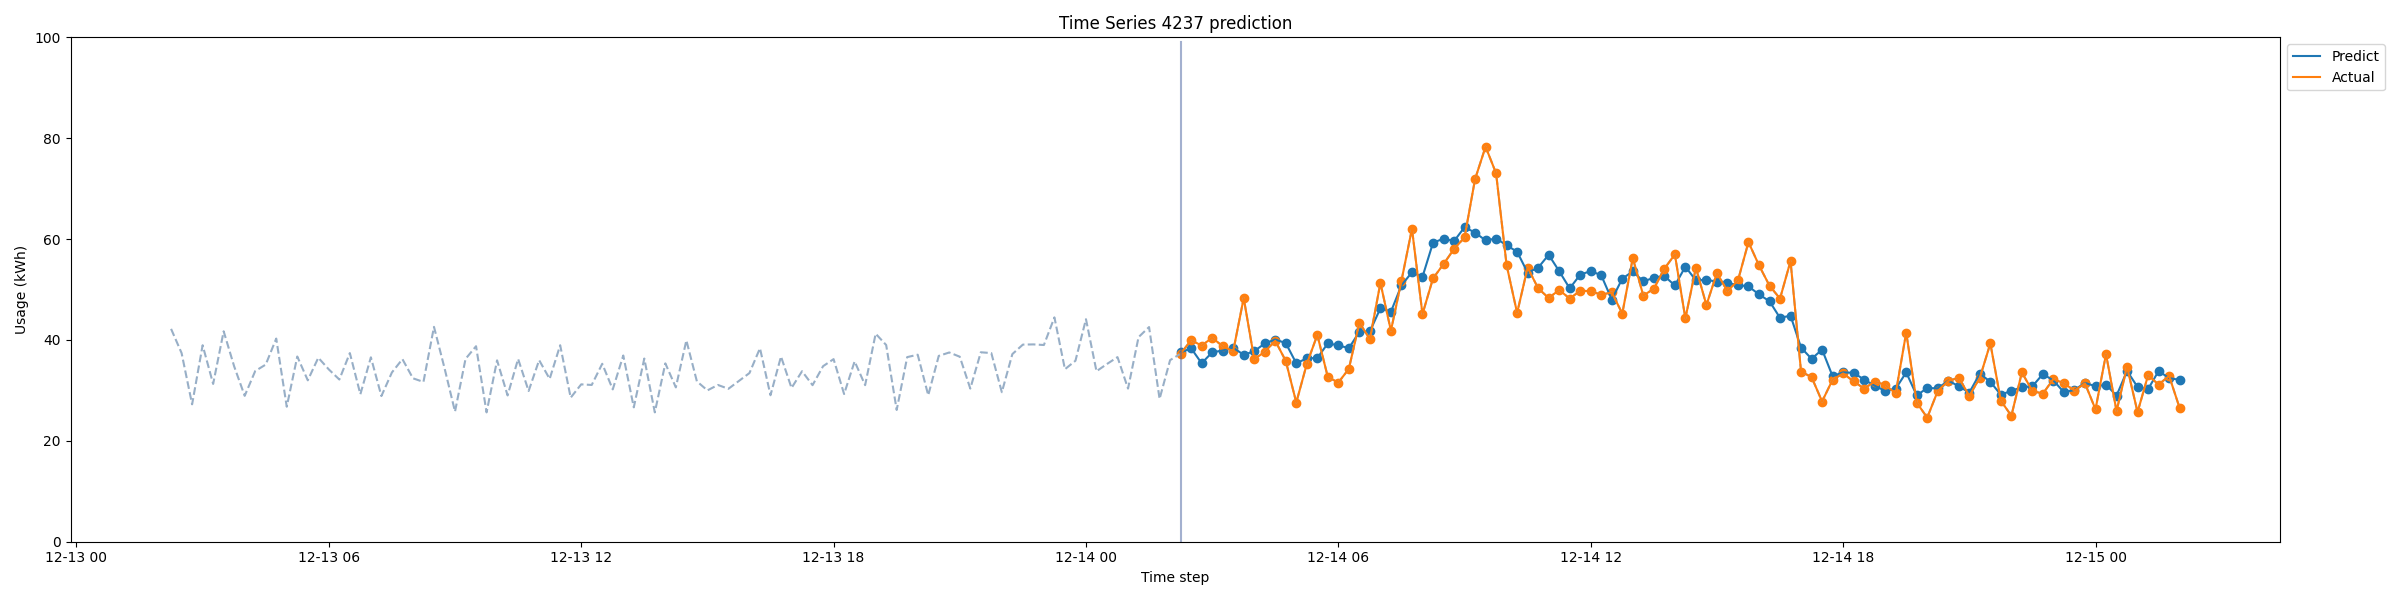 Time Series 4237 prediction
Predict
Actual
Usage (kWh)
100
80
60
40
20
0
12-13 00 12-13 06 12-13 12 12-13 18 12-14 00 12-14 06 12-14 12 12-14 18 12-15 00
Time step